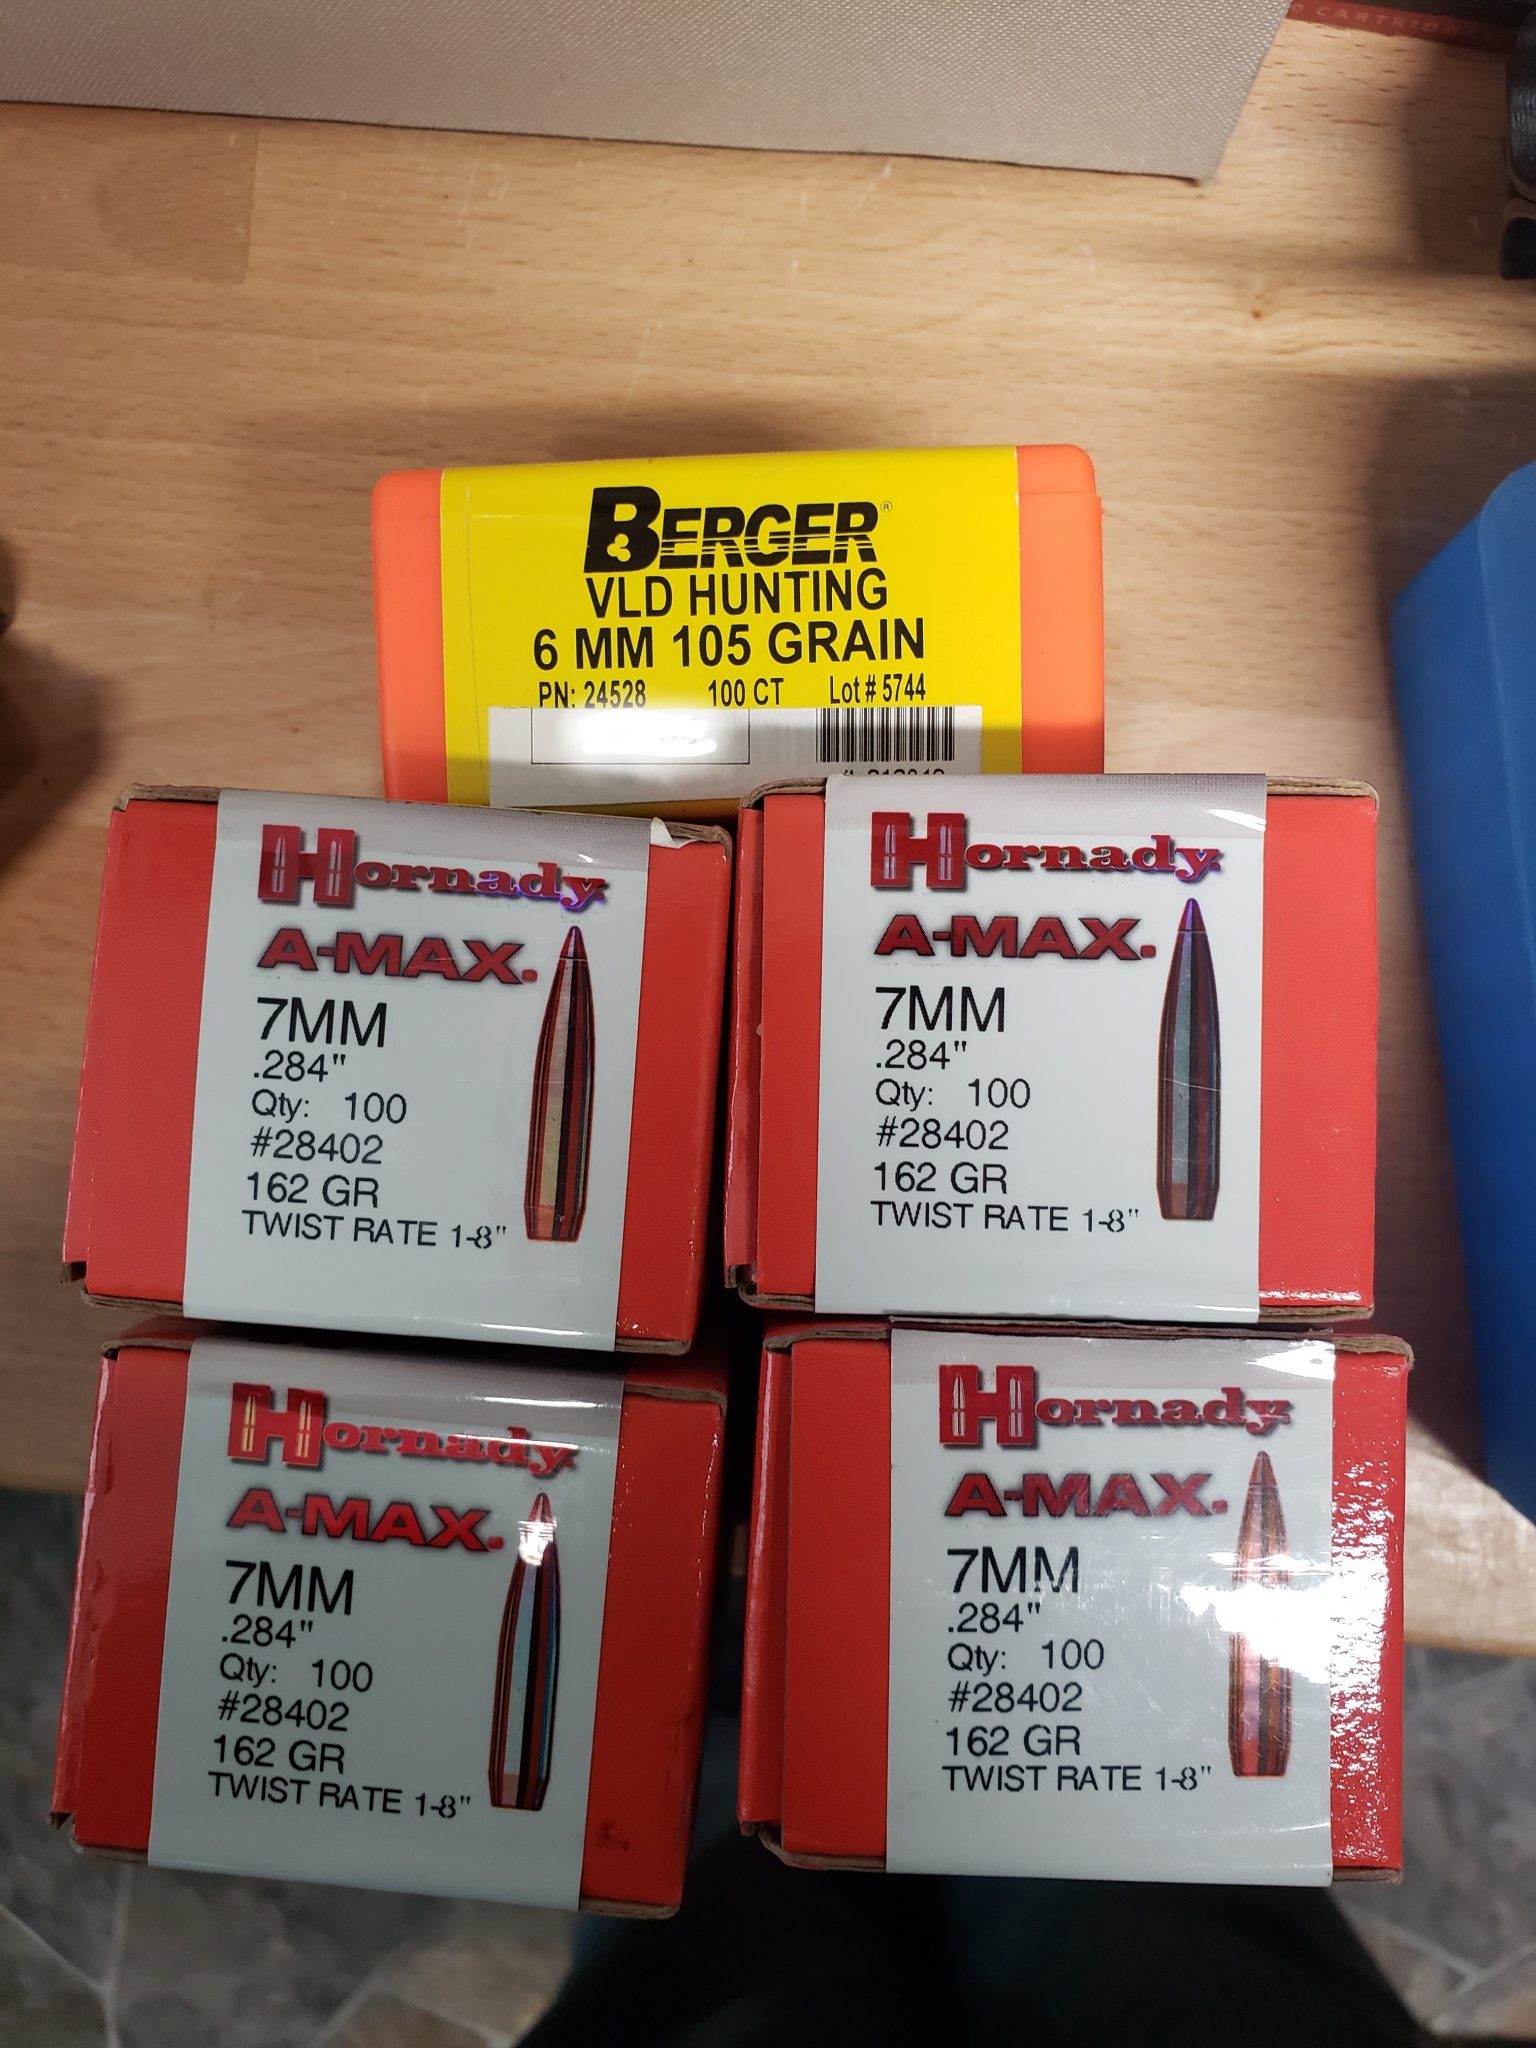 CARTRIDGES
BERGER®
VLD HUNTING
6 MM 105 GRAIN
PN: 24528 100 CT Lot # 5744
Hornady
A-MAX.
7MM
.284"
Qty: 100
#28402
162 GR
TWIST RATE 1-8"
Hornady
A-MAX.
7MM
.284"
Qty: 100
#28402
162 GR
TWIST RATE 1-8"
Hornady
A-MAX.
7MM
.284"
Qty: 100
#28402
162 GR
TWIST RATE 1-8"
Hornady
A-MAX.
7MM
.284"
Qty: 100
#28402
162 GR
TWIST RATE 1-8"